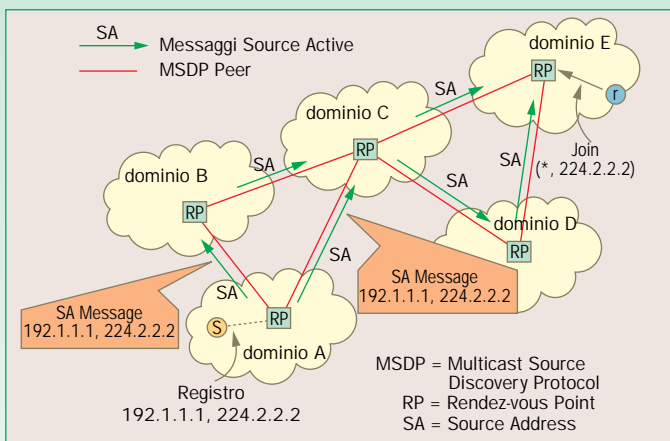 SA
Messaggi Source Active
MSDP Peer
dominio E
RP
r
SA
dominio C
Join
(*, 224.2.2.2)
RP
SA
SA
SA
dominio B
RP
dominio D
RP
SA
SA
SA Message
192.1.1.1, 224.2.2.2
SA Message
192.1.1.1, 224.2.2.2
RP
S
dominio A
Registro
192.1.1.1, 224.2.2.2
MSDP = Multicast Source
Discovery Protocol
RP = Rendez-vous Point
SA = Source Address